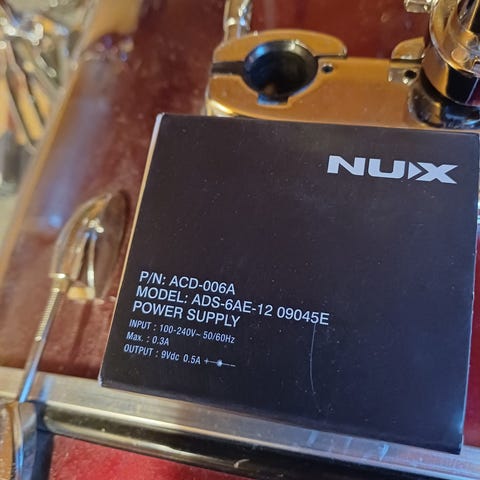 NUX
P/N: ACD-006A
MODEL: ADS-6AE-12 09045E
POWER SUPPLY
INPUT : 100-240V~ 50/60Hz
Max. : 0.3A
OUTPUT : 9Vdc 0.5A